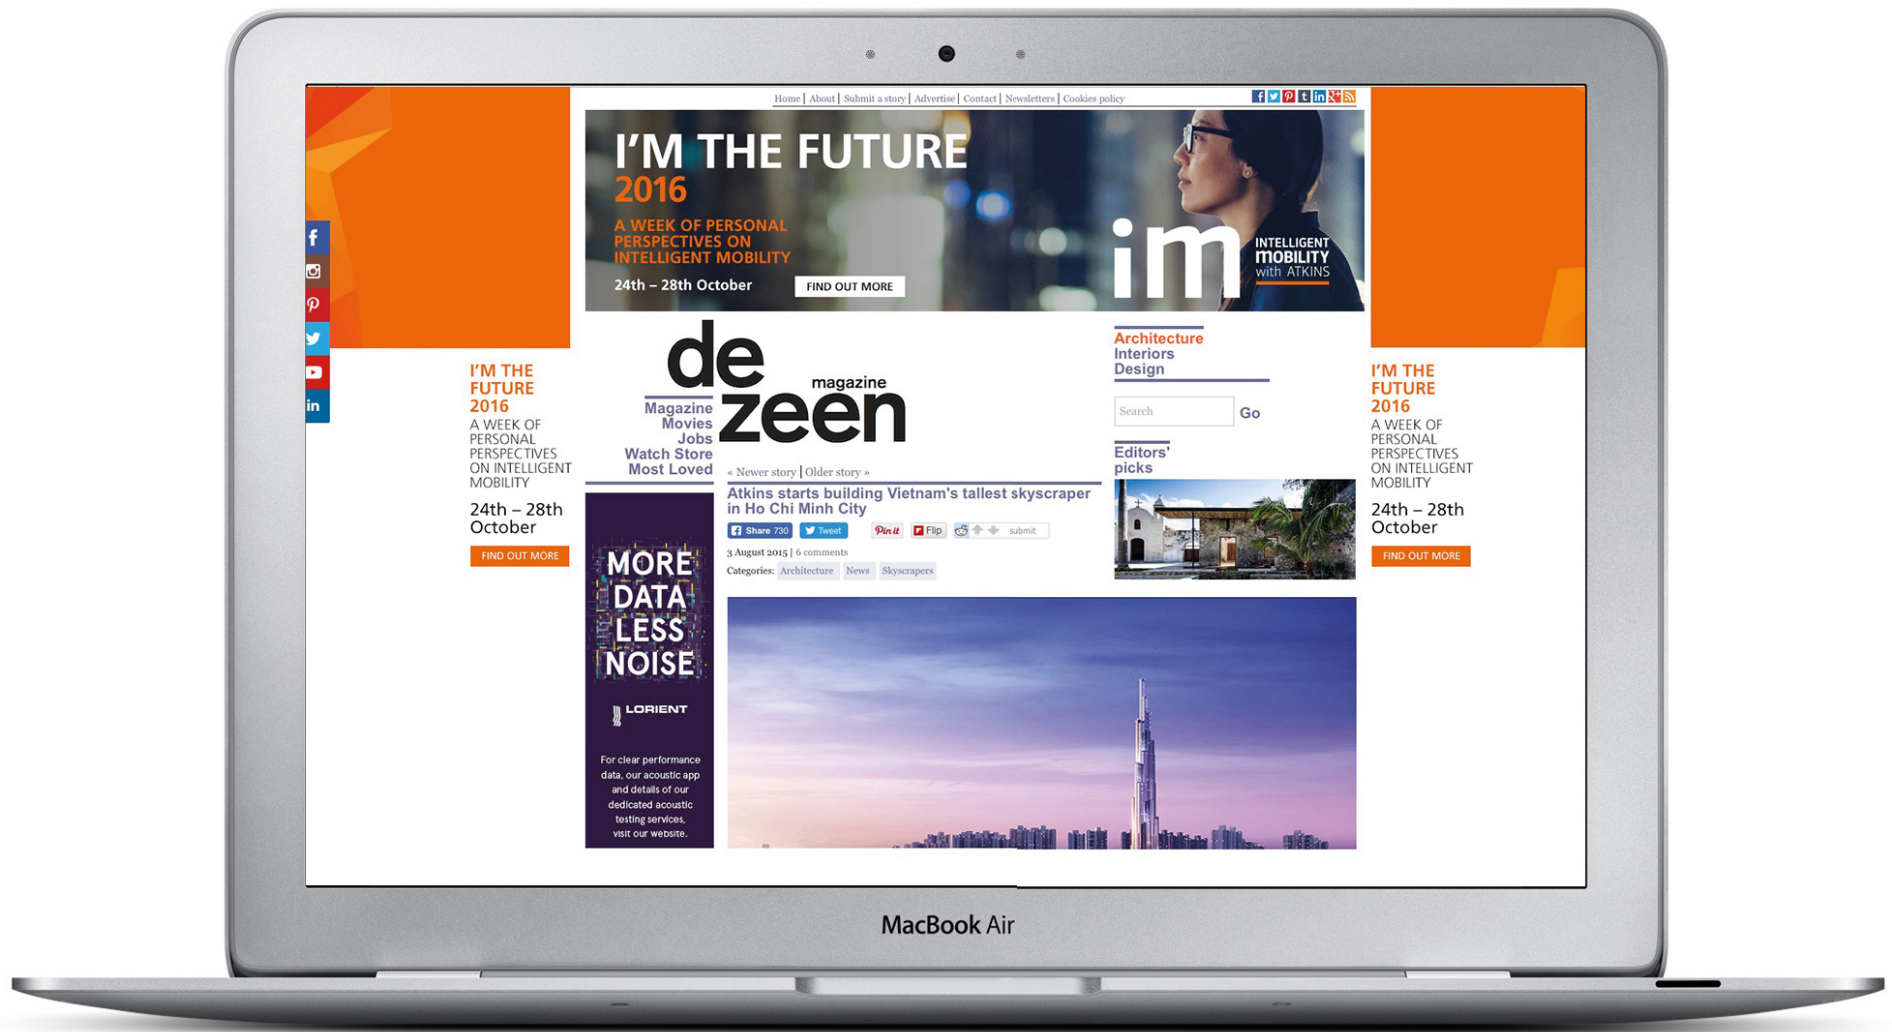 Home | About | Submit a story | Advertise | Contact | Newsletters | Cookies policy
I'M THE FUTURE
2016
A WEEK OF PERSONAL
PERSPECTIVES ON
INTELLIGENT MOBILITY
24th – 28th October
FIND OUT MORE
im
INTELLIGENT
mOBILITY
with ATKINS
I'M THE
FUTURE
2016
A WEEK OF
PERSONAL
PERSPECTIVES
ON INTELLIGENT
MOBILITY
24th – 28th
October
FIND OUT MORE
de
zeen
magazine
Magazine
Movies
Jobs
Watch Store
Most Loved
Architecture
Interiors
Design
Search
Go
Editors'
picks
« Newer story | Older story »
Atkins starts building Vietnam's tallest skyscraper
in Ho Chi Minh City
Share 730
Tweet
Pin it
Flip
submit
3 August 2015 | 6 comments
Categories: Architecture News Skyscrapers
MORE
DATA
LESS
NOISE
LORIENT
For clear performance
data, our acoustic app
and details of our
dedicated acoustic
testing services,
visit our website.
I'M THE
FUTURE
2016
A WEEK OF
PERSONAL
PERSPECTIVES
ON INTELLIGENT
MOBILITY
24th – 28th
October
FIND OUT MORE
MacBook Air